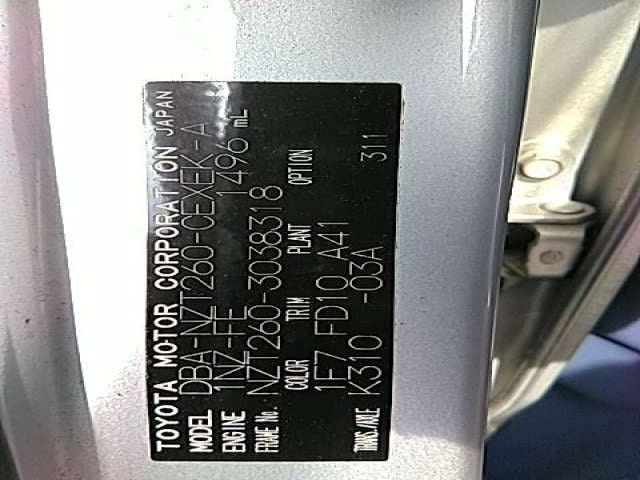 TOYOTA MOTOR CORPORATION JAPAN
MODEL DBA-NZT260-CEXEK-A
ENGINE 1NZ-FE 1496 mL
FRAME No. NZT260-3038318
COLOR TRIM PLANT OPTION
1F7 FD10 A41
TRANS./AXLE K310 -03A 311